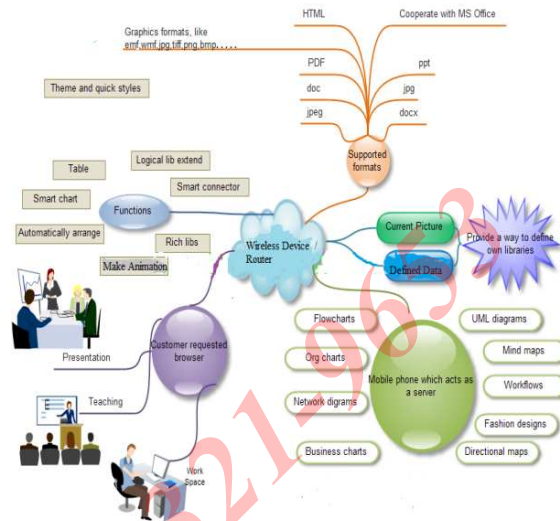 HTML
Cooperate with MS Office
Graphics formats, like
emf,wmf,jpg,tiff,png,bmp.....
PDF
ppt
doc
jpg
jpeg
docx
Supported
formats
Theme and quick styles
Logical lib extend
Table
Smart connector
Smart chart
Functions
Automatically arrange
Rich libs
Make Animation
Wireless Device /
Router
Current Picture
Defined Data
Provide a way to define
own libraries
Customer requested
browser
Presentation
Teaching
Work
Space
Flowcharts
UML diagrams
Org charts
Mind maps
Mobile phone which acts as
a server
Workflows
Network digrams
Fashion designs
Business charts
Directional maps
321-9653